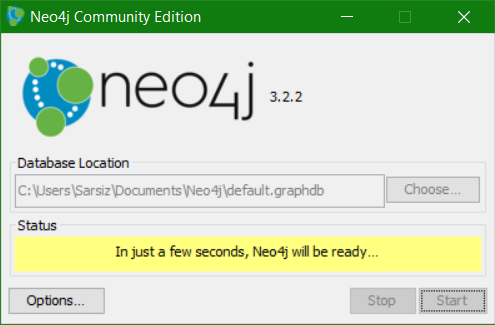 Neo4j Community Edition
neo4j 3.2.2
Database Location
C:\Users\Sarsiz\Documents\Neo4j\default.graphdb
Choose...
Status
In just a few seconds, Neo4j will be ready...
Options...
Stop
Start